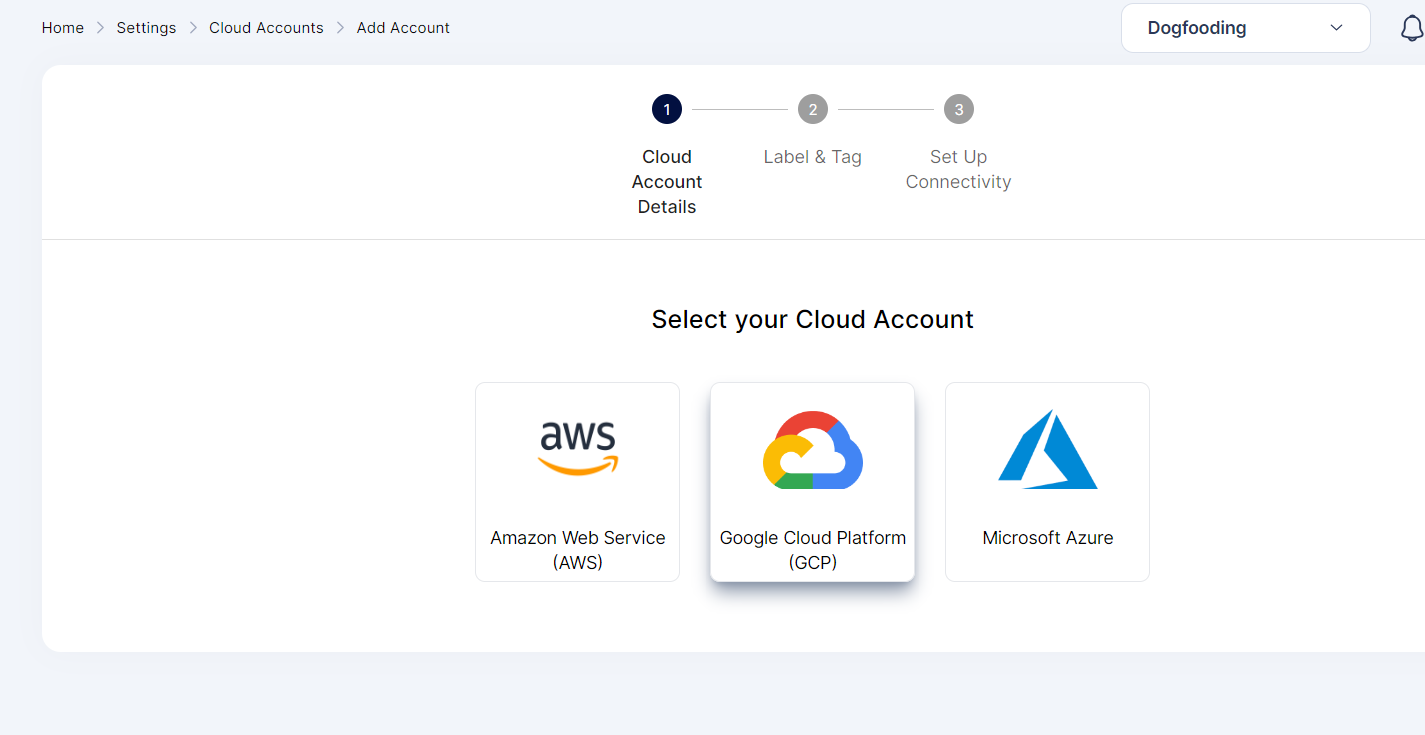 Home > Settings > Cloud Accounts > Add Account
Dogfooding
1 2 3
Cloud
Account
Details
Label & Tag
Set Up
Connectivity
Select your Cloud Account
aws
Amazon Web Service
(AWS)
Google Cloud Platform
(GCP)
Microsoft Azure